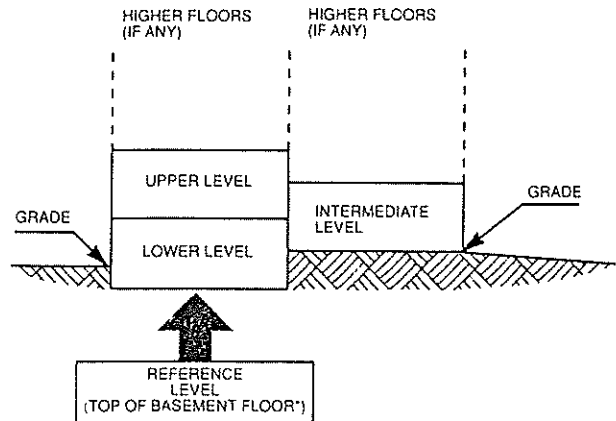 HIGHER FLOORS
(IF ANY)
HIGHER FLOORS
(IF ANY)
UPPER LEVEL
GRADE
INTERMEDIATE
LEVEL
GRADE
LOWER LEVEL
REFERENCE
LEVEL
(TOP OF BASEMENT FLOOR*)